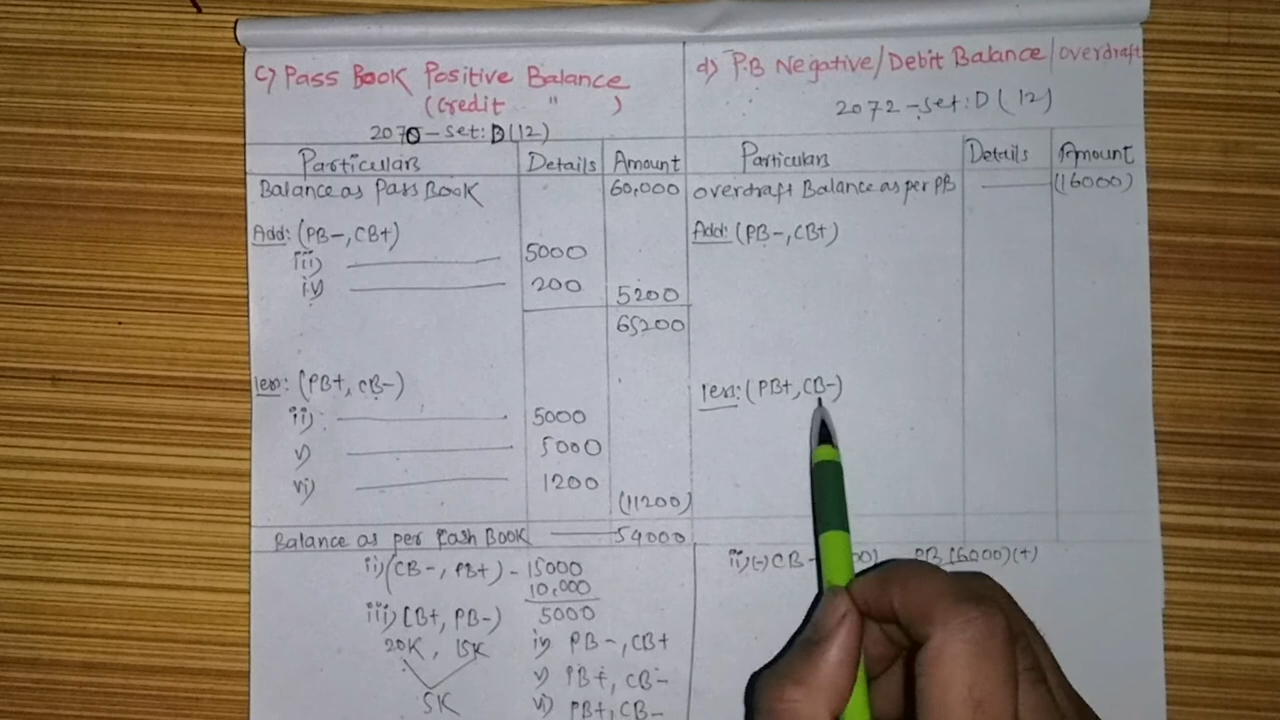 c) Pass Book Positive Balance
(Credit " )
2070-set: D(12)
Particulars Details Amount
Balance as Pass Book 60,000
Add: (PB-, CB+)
iii) 5000
iv) 200 5200
65200
less: (PB+, CB-)
ii): 5000
v) 5000
vi) 1200 (11200)
Balance as per Cash Book 54000
ii) (CB-, PB+) - 15000
10,000
iii) (CB+, PB-) 5000
20K, 15K iv) PB-, CB+
v) PB+, CB-
5K vi) PB+, CB-
d) P.B Negative/Debit Balance/overdraft
2072-set: D(12)
Particulars Details Amount
overdraft Balance as per PB (16000)
Add: (PB-, CB+)
less: (PB+, CB-)
ii) (-) CB PB (6000) (+)